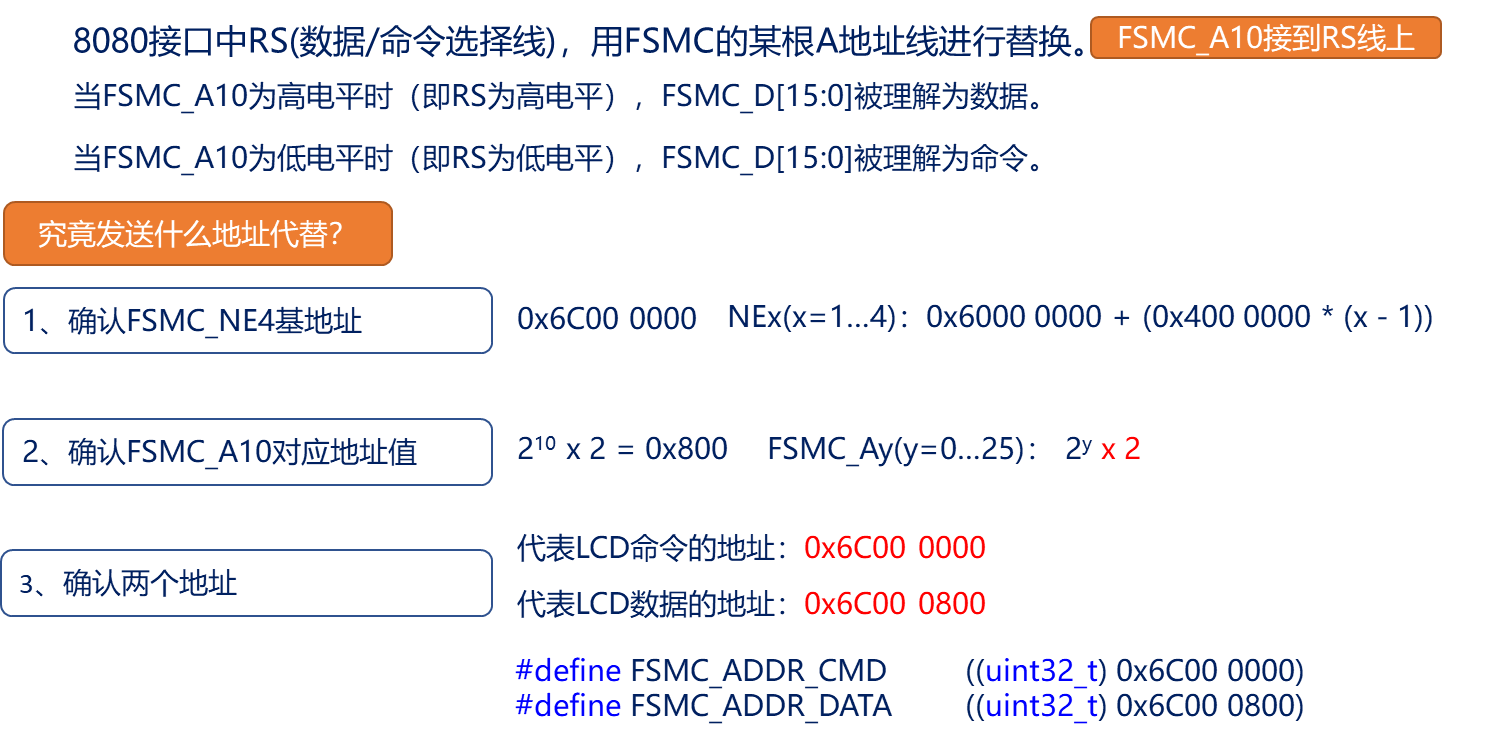 8080接口中RS(数据/命令选择线)，用FSMC的某根A地址线进行替换。 FSMC_A10接到RS线上
当FSMC_A10为高电平时（即RS为高电平），FSMC_D[15:0]被理解为数据。
当FSMC_A10为低电平时（即RS为低电平），FSMC_D[15:0]被理解为命令。
究竟发送什么地址代替？
1、确认FSMC_NE4基地址 0x6C00 0000 NEx(x=1…4)：0x6000 0000 + (0x400 0000 * (x - 1))
2、确认FSMC_A10对应地址值 2¹⁰ x 2 = 0x800 FSMC_Ay(y=0…25)： 2ʸ x 2
代表LCD命令的地址：0x6C00 0000
3、确认两个地址
代表LCD数据的地址：0x6C00 0800
#define FSMC_ADDR_CMD ((uint32_t) 0x6C00 0000)
#define FSMC_ADDR_DATA ((uint32_t) 0x6C00 0800)